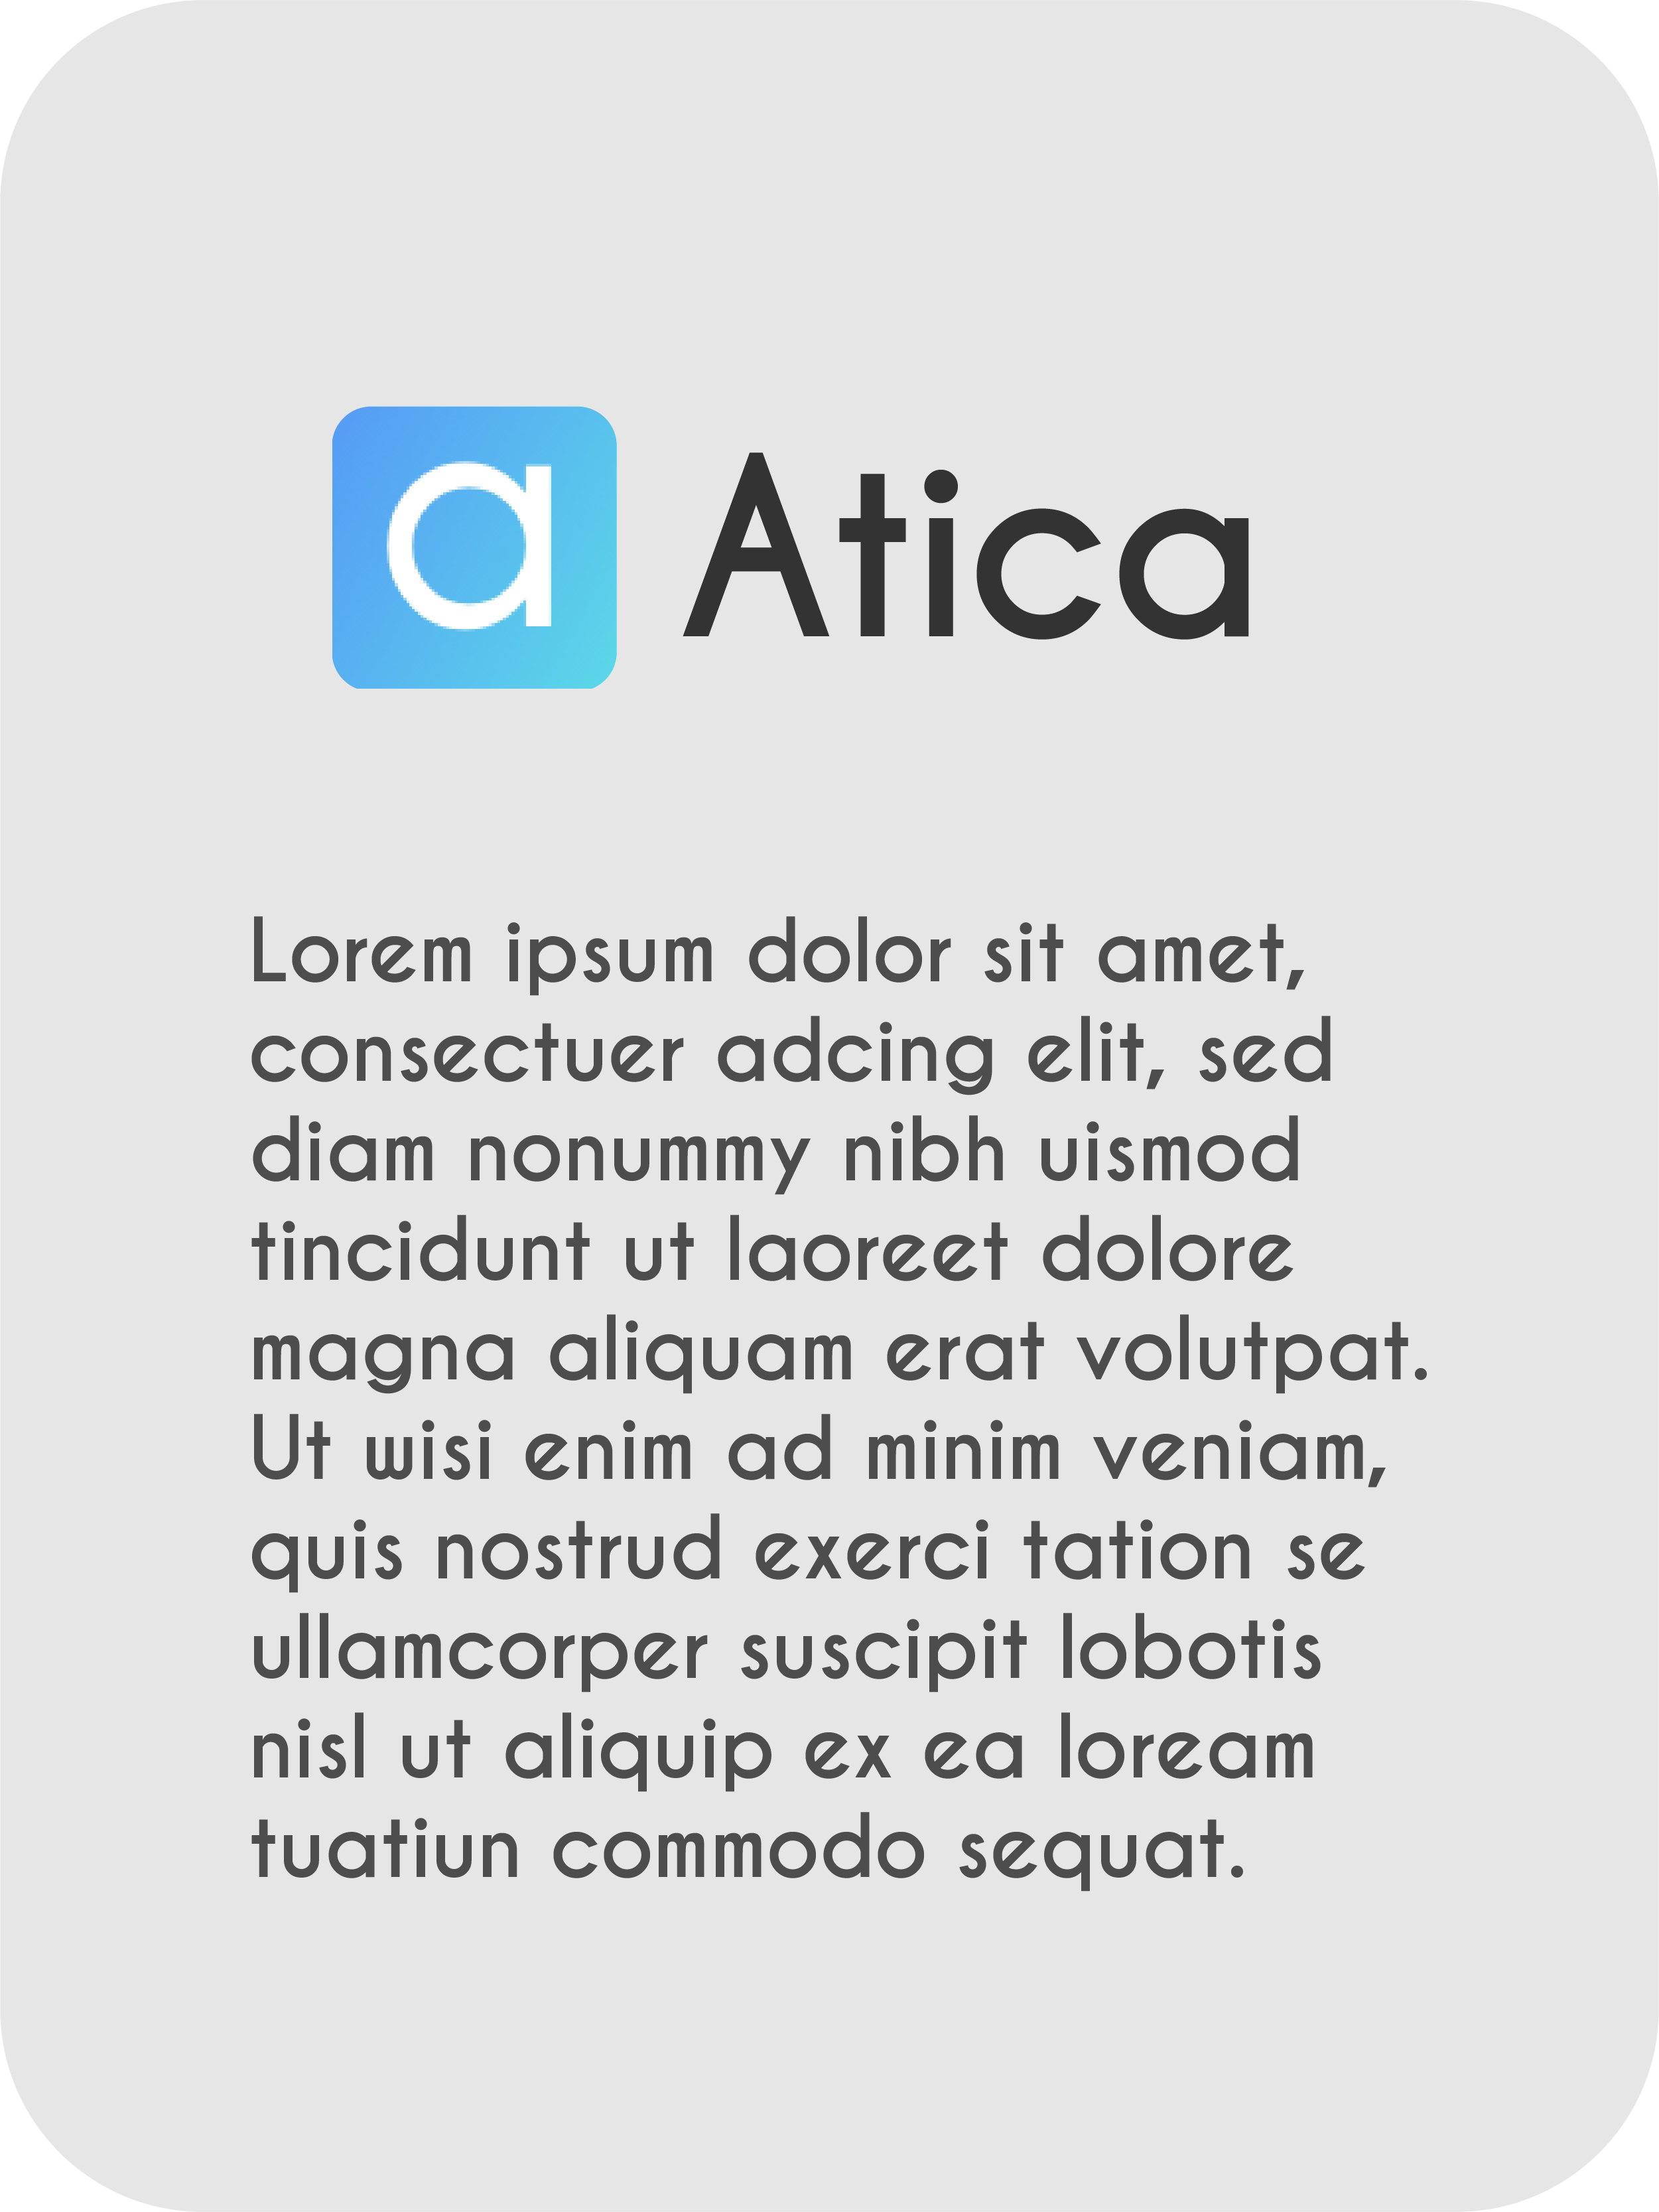 a Atica
Lorem ipsum dolor sit amet,
consectuer adcing elit, sed
diam nonummy nibh uismod
tincidunt ut laoreet dolore
magna aliquam erat volutpat.
Ut wisi enim ad minim veniam,
quis nostrud exerci tation se
ullamcorper suscipit lobotis
nisl ut aliquip ex ea loream
tuatiun commodo sequat.